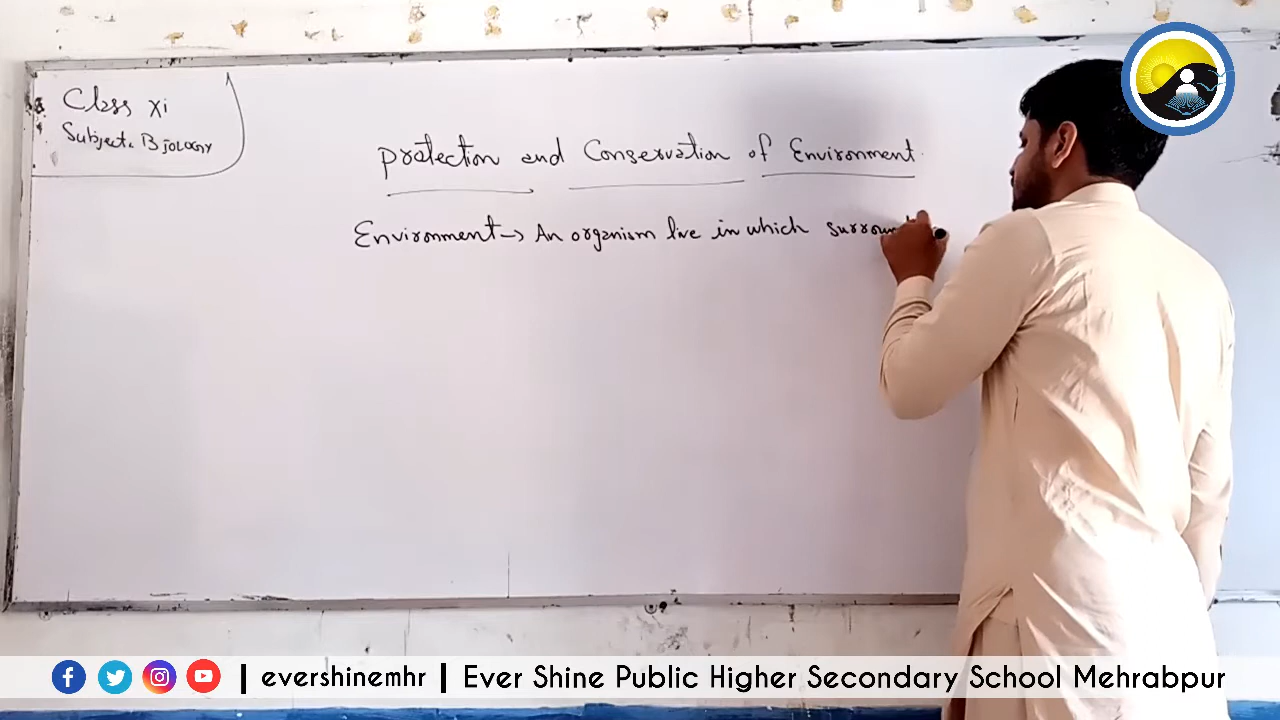 Class xi
Subject. Biology
Protection and Conservation of Environment
Environment → An organism live in which
| evershinemhr | Ever Shine Public Higher Secondary School Mehrabpur